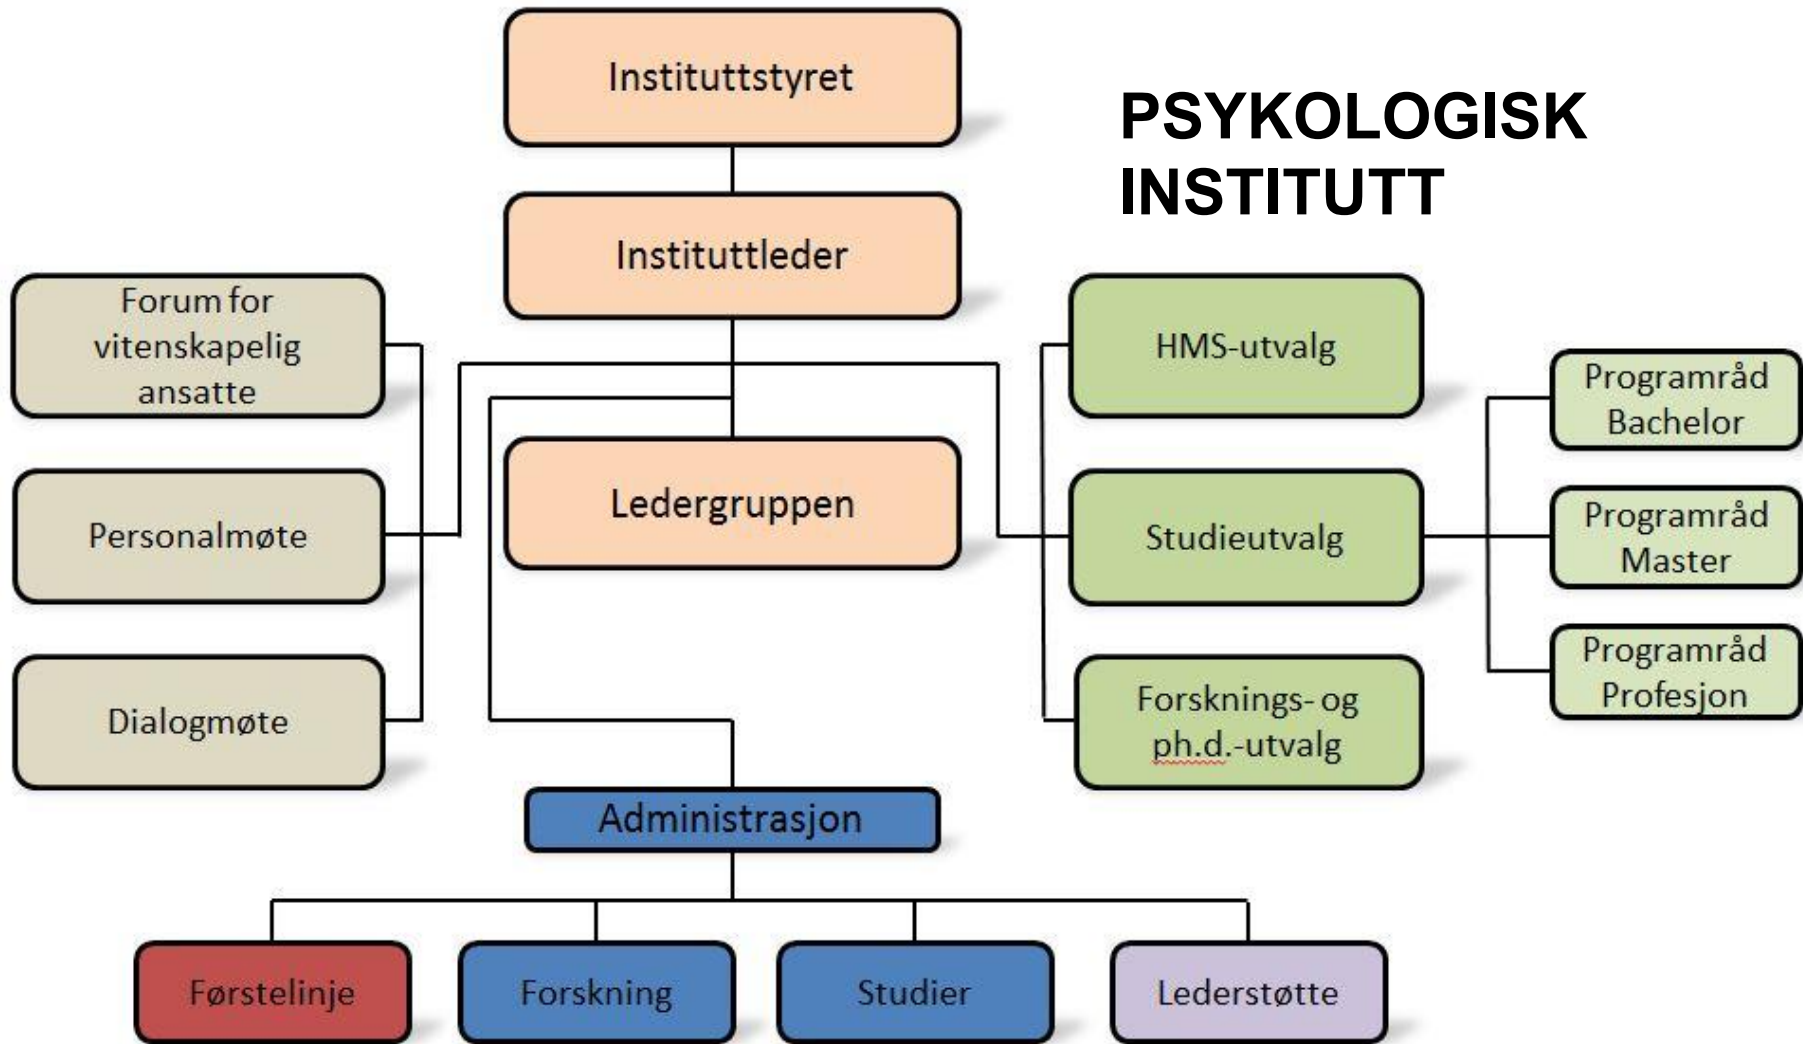 Instituttstyret
PSYKOLOGISK
INSTITUTT
Instituttleder
Forum for
vitenskapelig
ansatte
HMS-utvalg
Programråd
Bachelor
Personalmøte
Ledergruppen
Studieutvalg
Programråd
Master
Dialogmøte
Forsknings- og
ph.d.-utvalg
Programråd
Profesjon
Administrasjon
Førstelinje
Forskning
Studier
Lederstøtte